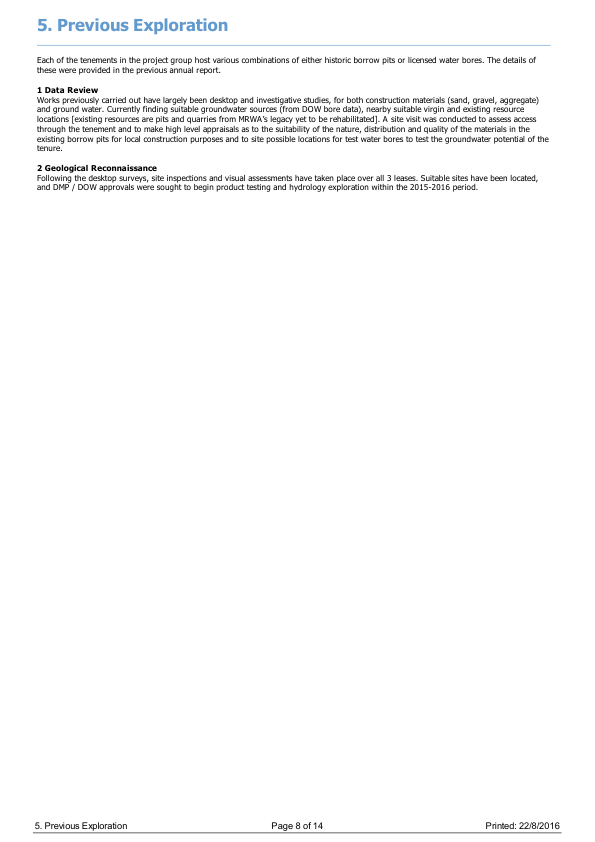 5. Previous Exploration
Each of the tenements in the project group host various combinations of either historic borrow pits or licensed water bores. The details of
these were provided in the previous annual report.
1 Data Review
Works previously carried out have largely been desktop and investigative studies, for both construction materials (sand, gravel, aggregate)
and ground water. Currently finding suitable groundwater sources (from DOW bore data), nearby suitable virgin and existing resource
locations [existing resources are pits and quarries from MRWA's legacy yet to be rehabilitated]. A site visit was conducted to assess access
through the tenement and to make high level appraisals as to the suitability of the nature, distribution and quality of the materials in the
existing borrow pits for local construction purposes and to site possible locations for test water bores to test the groundwater potential of the
tenure.
2 Geological Reconnaissance
Following the desktop surveys, site inspections and visual assessments have taken place over all 3 leases. Suitable sites have been located,
and DMP / DOW approvals were sought to begin product testing and hydrology exploration within the 2015-2016 period.
5. Previous Exploration Page 8 of 14 Printed: 22/8/2016